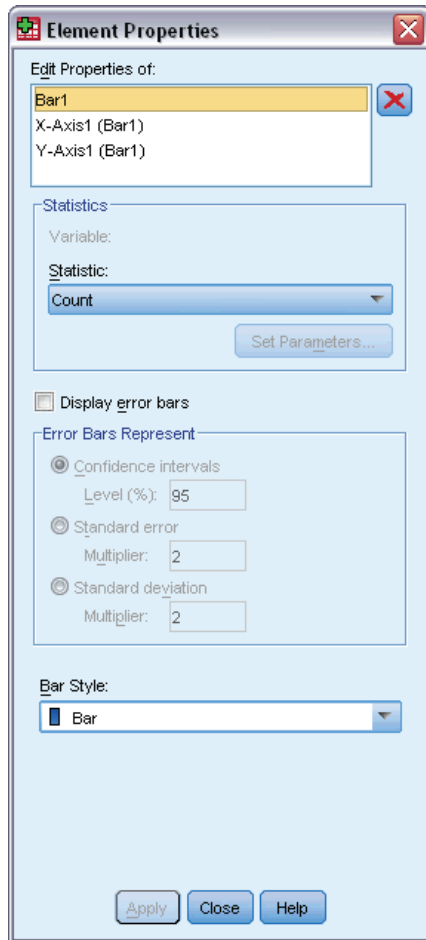 Element Properties
Edit Properties of:
Bar1
X-Axis1 (Bar1)
Y-Axis1 (Bar1)
Statistics
Variable:
Statistic:
Count
Set Parameters...
Display error bars
Error Bars Represent
Confidence intervals
Level (%): 95
Standard error
Multiplier: 2
Standard deviation
Multiplier: 2
Bar Style:
Bar
Apply Close Help